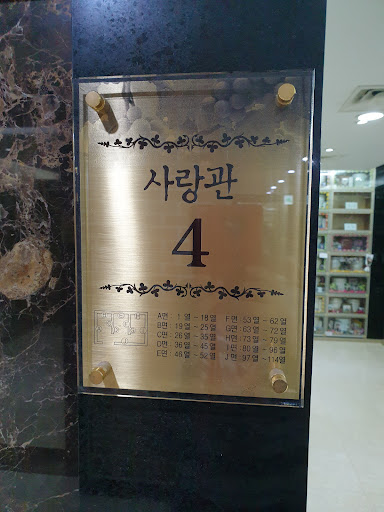 사랑관
4
A면 : 1열 ~ 18열
B면 : 19열 ~ 25열
C면 : 26열 ~ 35열
D면 : 36열 ~ 45열
E면 : 46열 ~ 52열
F면 : 53열 ~ 62열
G면 : 63열 ~ 72열
H면 : 73열 ~ 79열
I면 : 80열 ~ 96열
J면 : 97열 ~ 114열